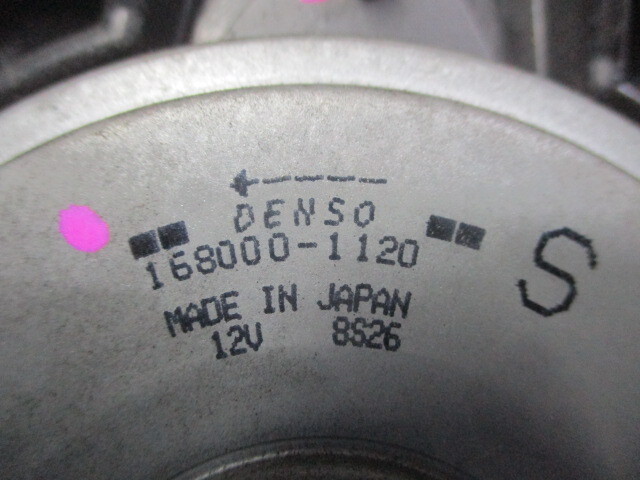 DENSO
168000-1120
S
MADE IN JAPAN
12V 8S26